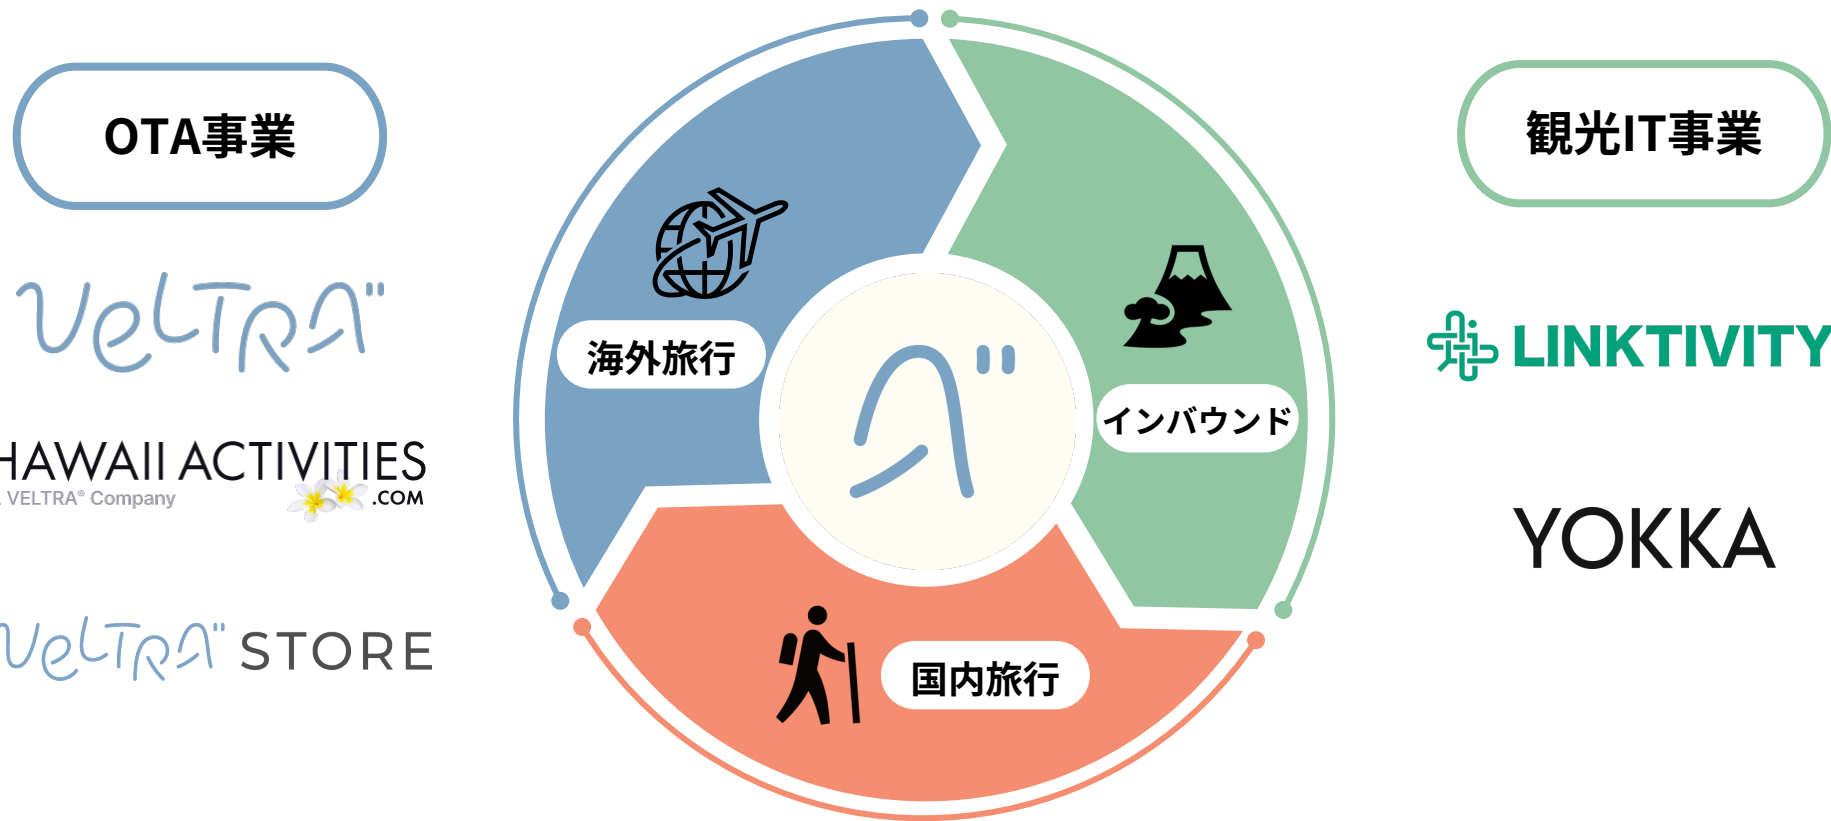 OTA事業
VELTRA
HAWAII ACTIVITIES
A VELTRA® Company
.COM
VELTRA STORE
海外旅行
インバウンド
国内旅行
観光IT事業
LINKTIVITY
YOKKA